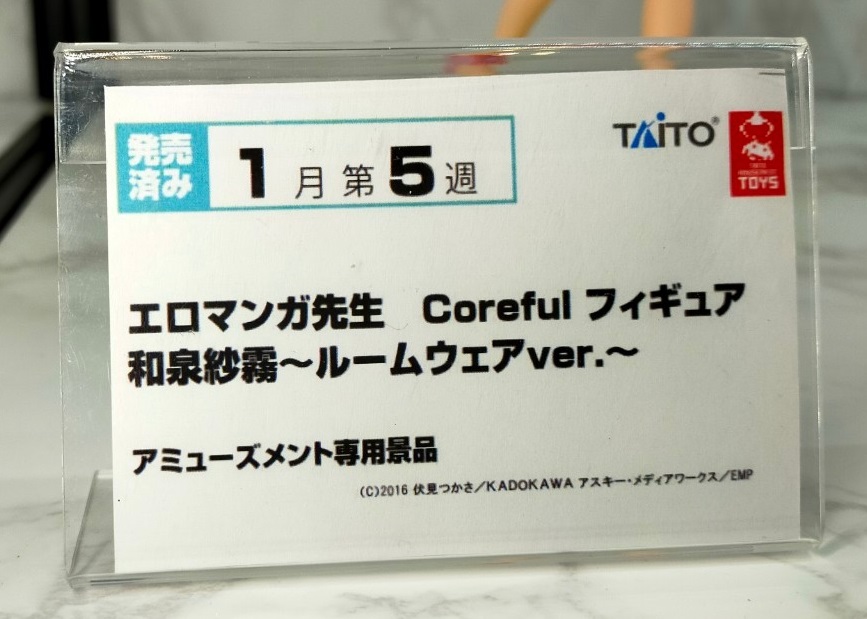 発売済み
1月第5週
TAITO®
TOYS
エロマンガ先生 Coreful フィギュア
和泉紗霧～ルームウェアver.～
アミューズメント専用景品
(C)2016 伏見つかさ／KADOKAWA アスキー・メディアワークス／EMP